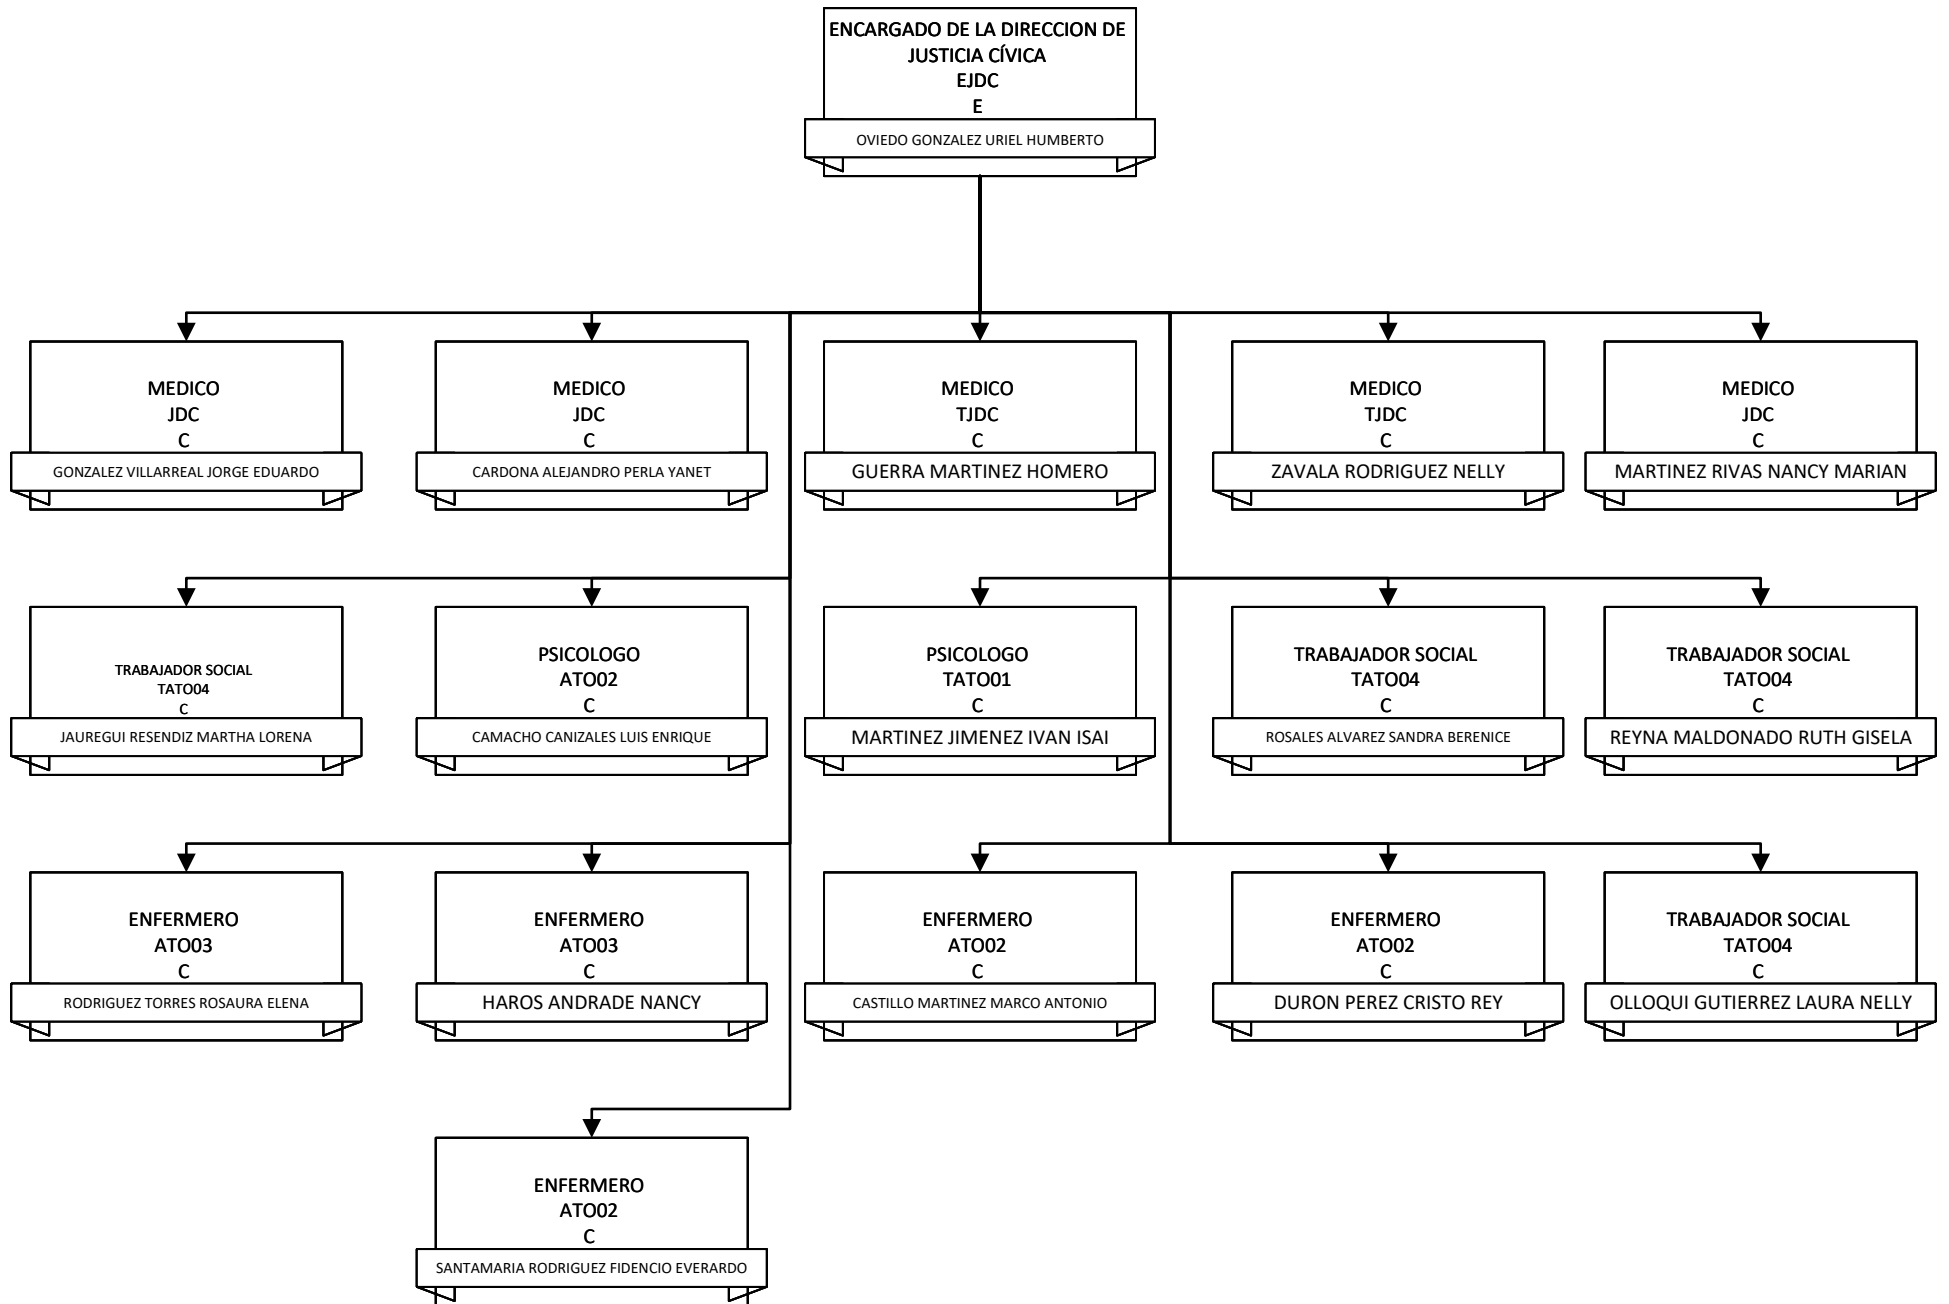 ENCARGADO DE LA DIRECCION DE
JUSTICIA CÍVICA
EJDC
E
OVIEDO GONZALEZ URIEL HUMBERTO
MEDICO
JDC
C
GONZALEZ VILLARREAL JORGE EDUARDO
MEDICO
JDC
C
CARDONA ALEJANDRO PERLA YANET
MEDICO
TJDC
C
GUERRA MARTINEZ HOMERO
MEDICO
TJDC
C
ZAVALA RODRIGUEZ NELLY
MEDICO
JDC
C
MARTINEZ RIVAS NANCY MARIAN
TRABAJADOR SOCIAL
TATO04
C
JAUREGUI RESENDIZ MARTHA LORENA
PSICOLOGO
ATO02
C
CAMACHO CANIZALES LUIS ENRIQUE
PSICOLOGO
TATO01
C
MARTINEZ JIMENEZ IVAN ISAI
TRABAJADOR SOCIAL
TATO04
C
ROSALES ALVAREZ SANDRA BERENICE
TRABAJADOR SOCIAL
TATO04
C
REYNA MALDONADO RUTH GISELA
ENFERMERO
ATO03
C
RODRIGUEZ TORRES ROSAURA ELENA
ENFERMERO
ATO03
C
HAROS ANDRADE NANCY
ENFERMERO
ATO02
C
CASTILLO MARTINEZ MARCO ANTONIO
ENFERMERO
ATO02
C
DURON PEREZ CRISTO REY
TRABAJADOR SOCIAL
TATO04
C
OLLOQUI GUTIERREZ LAURA NELLY
ENFERMERO
ATO02
C
SANTAMARIA RODRIGUEZ FIDENCIO EVERARDO